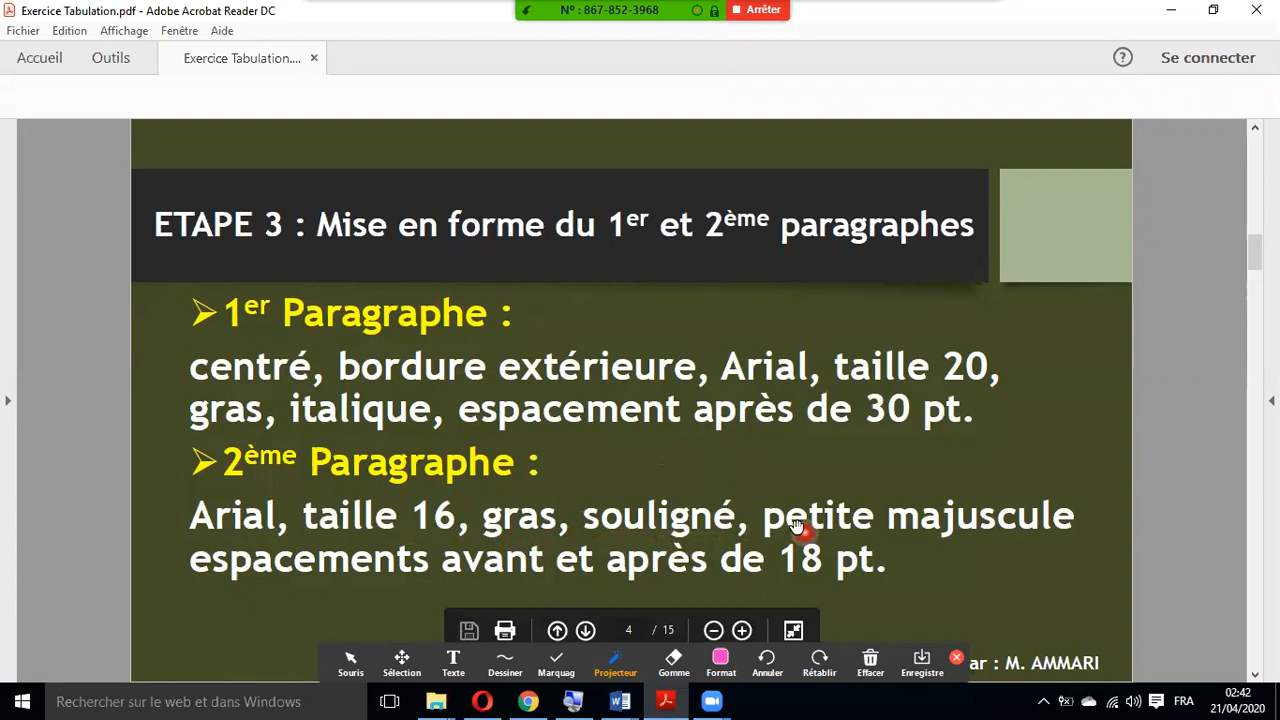 Exercice Tabulation.pdf - Adobe Acrobat Reader DC
N° : 867-852-3968 Arrêter
Fichier Edition Affichage Fenêtre Aide
Accueil Outils Exercice Tabulation.... × ? Se connecter
ETAPE 3 : Mise en forme du 1er et 2ème paragraphes
1er Paragraphe :
centré, bordure extérieure, Arial, taille 20,
gras, italique, espacement après de 30 pt.
2ème Paragraphe :
Arial, taille 16, gras, souligné, petite majuscule
espacements avant et après de 18 pt.
4 / 15
Souris Sélection Texte Dessiner Marquag Projecteur Gomme Format Annuler Rétablir Effacer Enregistre
ar : M. AMMARI
Rechercher sur le web et dans Windows
FRA
02:42
21/04/2020